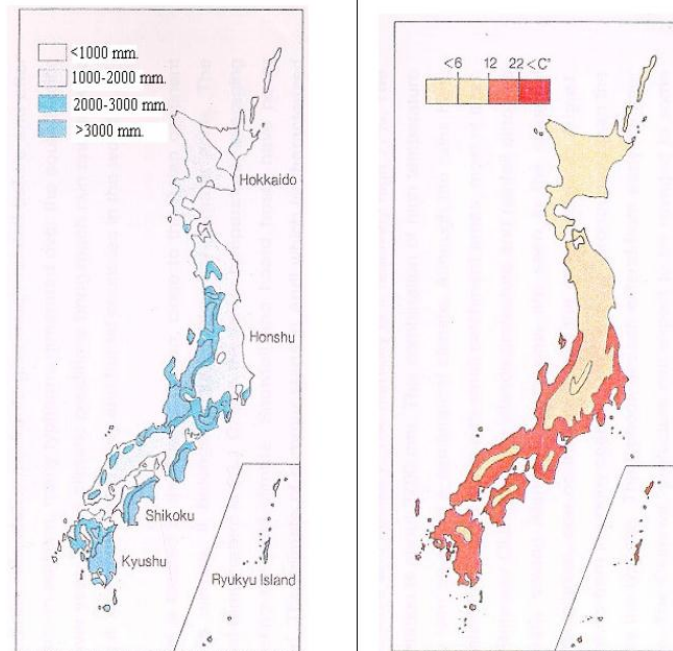 <1000 mm.
1000-2000 mm.
2000-3000 mm.
>3000 mm.
Hokkaido
Honshu
Shikoku
Kyushu
Ryukyu Island
<6 12 22 <C°